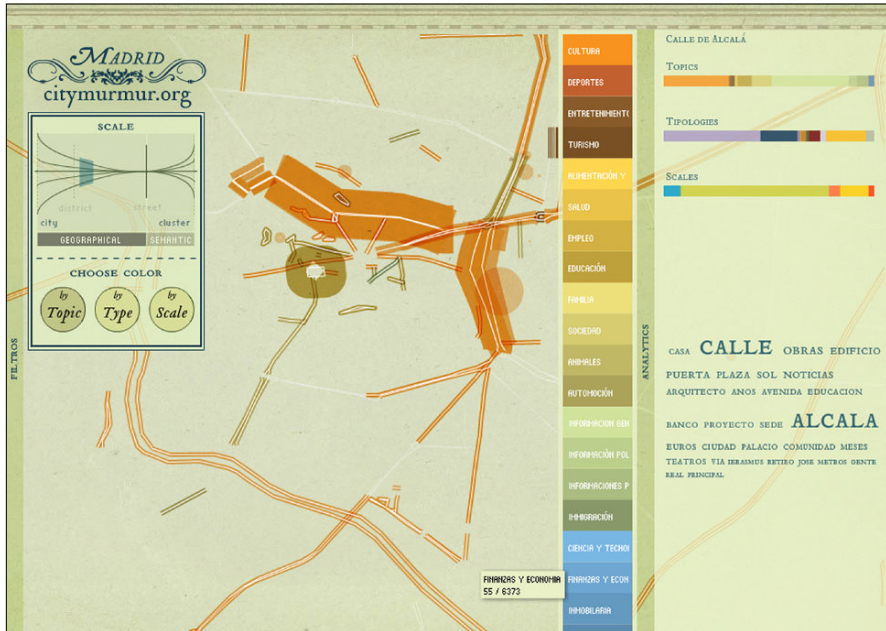 MADRID
citymurmur.org
SCALE
district street
city cluster
GEOGRAPHICAL SEMANTIC
CHOOSE COLOR
by Topic
by Type
by Scale
FILTROS
CULTURA
DEPORTES
ENTRETENIMIENTO
TURISMO
ALIMENTACIÓN Y
SALUD
EMPLEO
EDUCACIÓN
FAMILIA
SOCIEDAD
ANIMALES
AUTOMOCIÓN
INFORMACION GEN
INFORMACIÓN POL
INFORMACIONES P
IMMIGRACIÓN
CIENCIA Y TECNO
FINANZAS Y ECON
INMOBILARIA
FINANZAS Y ECONOMIA
55 / 6373
ANALYTICS
CALLE DE ALCALÁ
TOPICS
TIPOLOGIES
SCALES
CASA CALLE OBRAS EDIFICIO
PUERTA PLAZA SOL NOTICIAS
ARQUITECTO ANOS AVENIDA EDUCACION
BANCO PROYECTO SEDE ALCALA
EUROS CIUDAD PALACIO COMUNIDAD MESES
TEATROS VIA IERASMUS RETIRO JOSE METROS GENTE
REAL PRINCIPAL